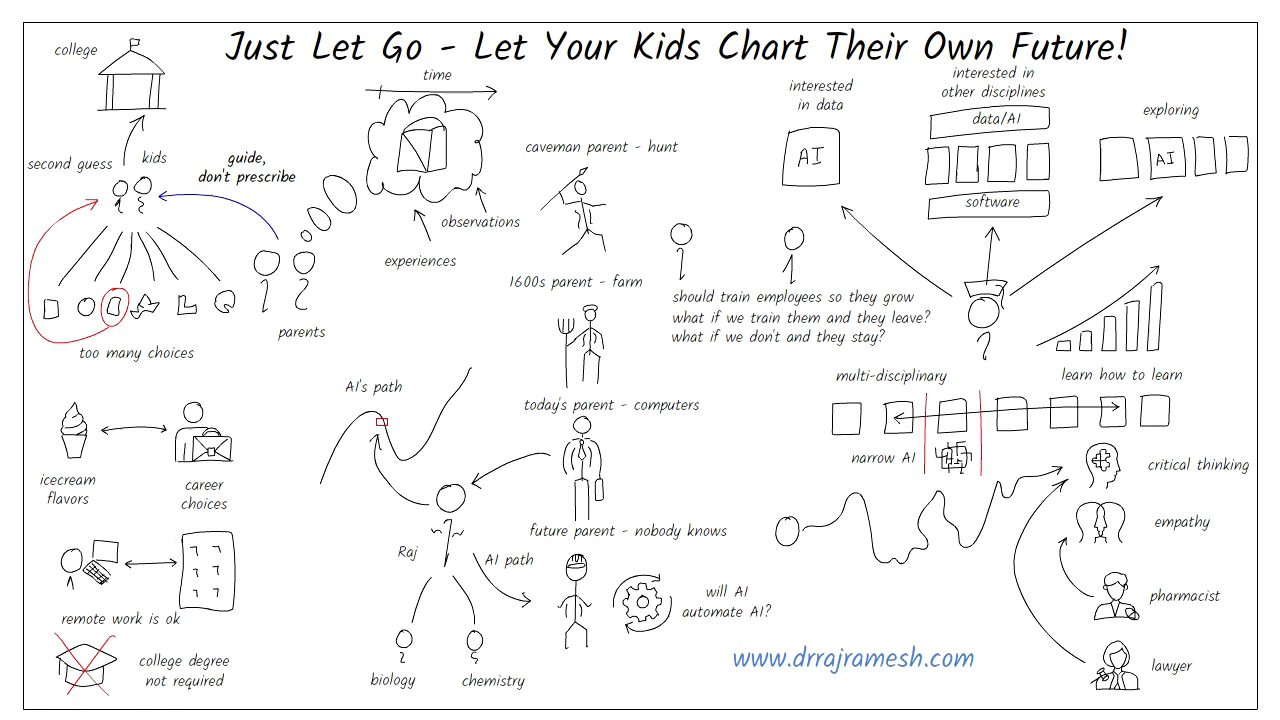 Just Let Go - Let Your Kids Chart Their Own Future!
college
time
second guess
kids
guide,
don't prescribe
observations
experiences
parents
too many choices
icecream
flavors
career
choices
remote work is ok
college degree
not required
caveman parent - hunt
1600s parent - farm
today's parent - computers
future parent - nobody knows
AI's path
Raj
AI path
biology
chemistry
will AI
automate AI?
interested
in data
AI
interested in
other disciplines
data/AI
software
exploring
AI
should train employees so they grow
what if we train them and they leave?
what if we don't and they stay?
learn how to learn
multi-disciplinary
narrow AI
critical thinking
empathy
pharmacist
lawyer
www.drrajramesh.com